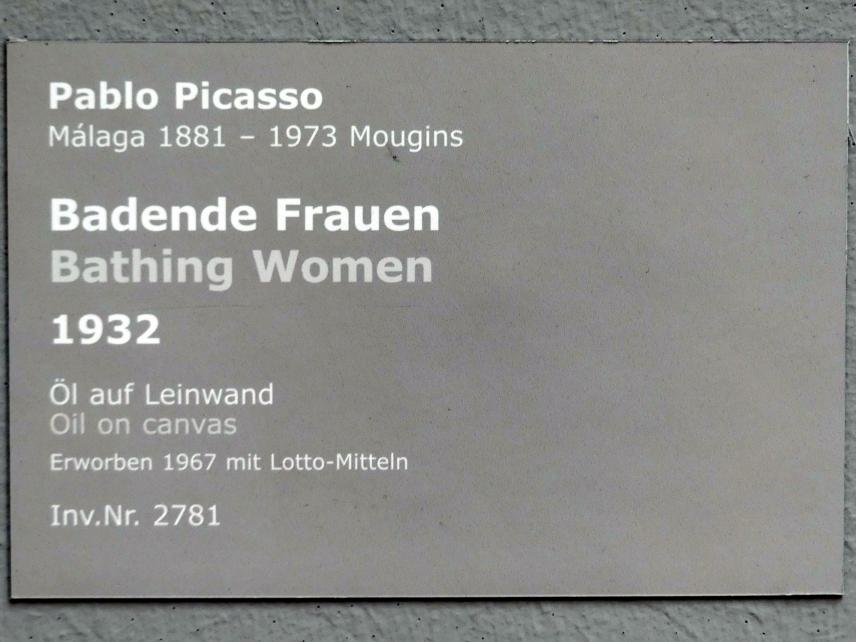 Pablo Picasso
Málaga 1881 – 1973 Mougins
Badende Frauen
Bathing Women
1932
Öl auf Leinwand
Oil on canvas
Erworben 1967 mit Lotto-Mitteln
Inv.Nr. 2781